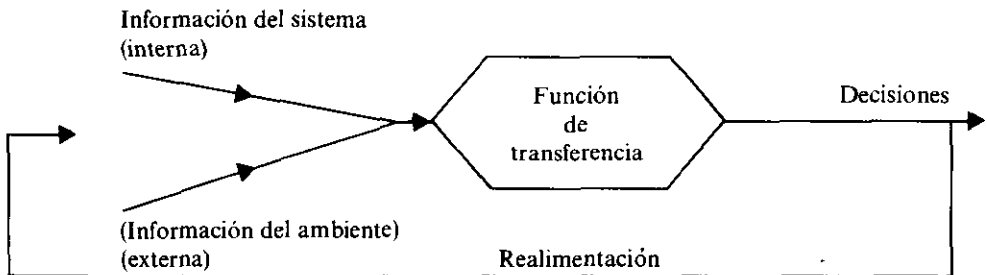 Información del sistema
(interna)
Función
de
transferencia
Decisiones
(Información del ambiente)
(externa)
Realimentación